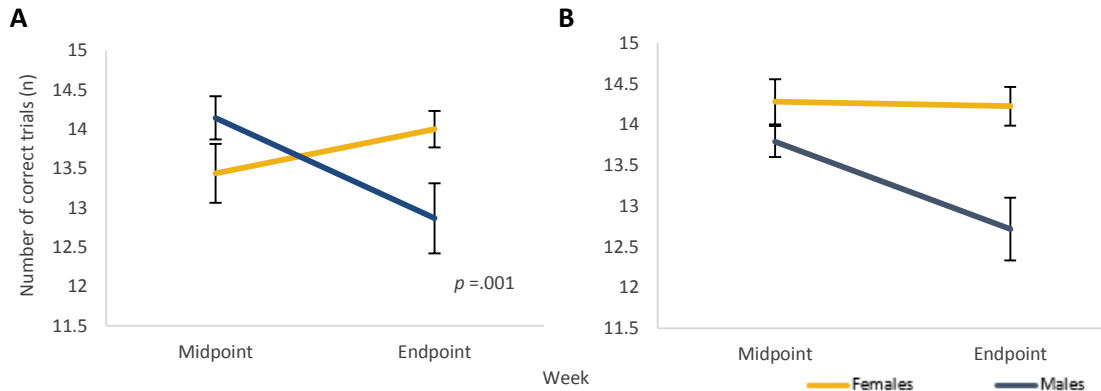 A
Number of correct trials (n)
15
14.5
14
13.5
13
12.5
12
11.5
p =.001
Midpoint
Endpoint
B
15
14.5
14
13.5
13
12.5
12
11.5
Midpoint
Endpoint
Week
Females
Males